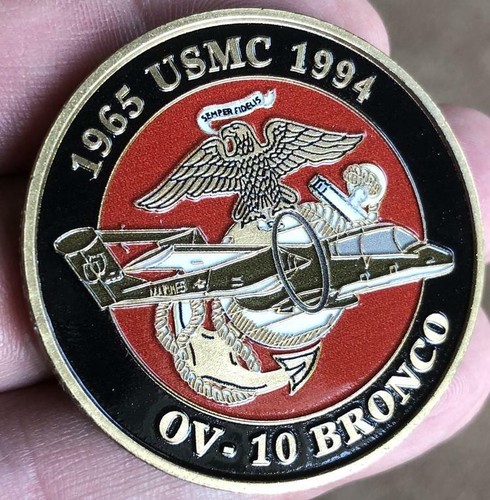 1965 USMC 1994
SEMPER FIDELIS
MARINES
OV-10 BRONCO